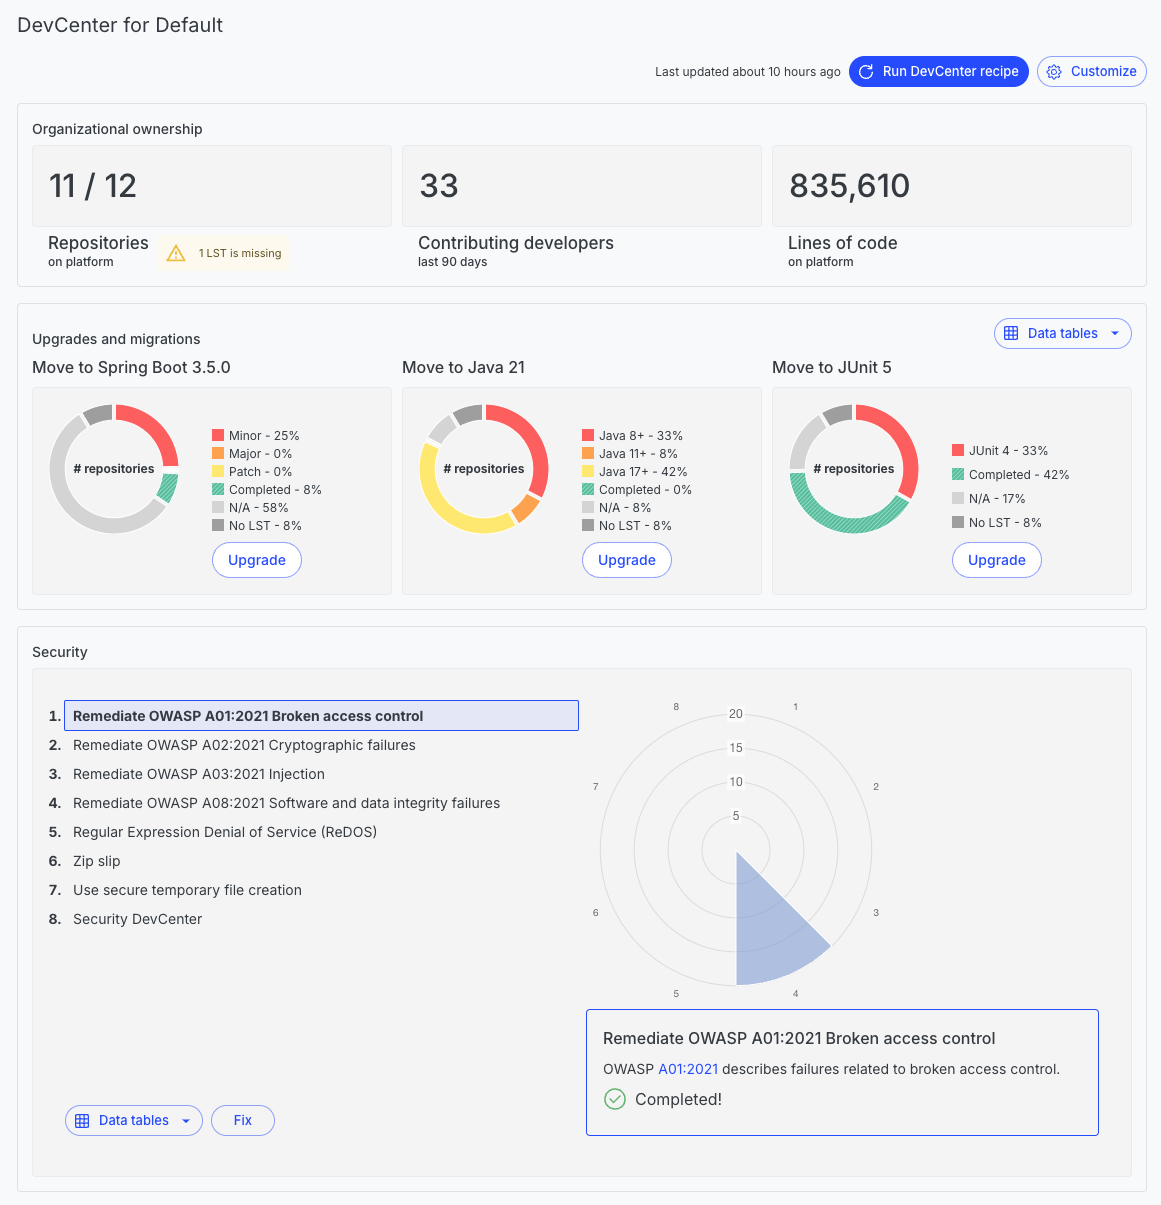 DevCenter for Default
Last updated about 10 hours ago
Run DevCenter recipe
Customize
Organizational ownership
11 / 12
Repositories
on platform
1 LST is missing
33
Contributing developers
last 90 days
835,610
Lines of code
on platform
Upgrades and migrations
Data tables
Move to Spring Boot 3.5.0
# repositories
Minor - 25%
Major - 0%
Patch - 0%
Completed - 8%
N/A - 58%
No LST - 8%
Upgrade
Move to Java 21
# repositories
Java 8+ - 33%
Java 11+ - 8%
Java 17+ - 42%
Completed - 0%
N/A - 8%
No LST - 8%
Upgrade
Move to JUnit 5
# repositories
JUnit 4 - 33%
Completed - 42%
N/A - 17%
No LST - 8%
Upgrade
Security
1. Remediate OWASP A01:2021 Broken access control
2. Remediate OWASP A02:2021 Cryptographic failures
3. Remediate OWASP A03:2021 Injection
4. Remediate OWASP A08:2021 Software and data integrity failures
5. Regular Expression Denial of Service (ReDOS)
6. Zip slip
7. Use secure temporary file creation
8. Security DevCenter
8
1
20
15
7
10
2
5
6
3
5
4
Remediate OWASP A01:2021 Broken access control
OWASP A01:2021 describes failures related to broken access control.
Completed!
Data tables
Fix